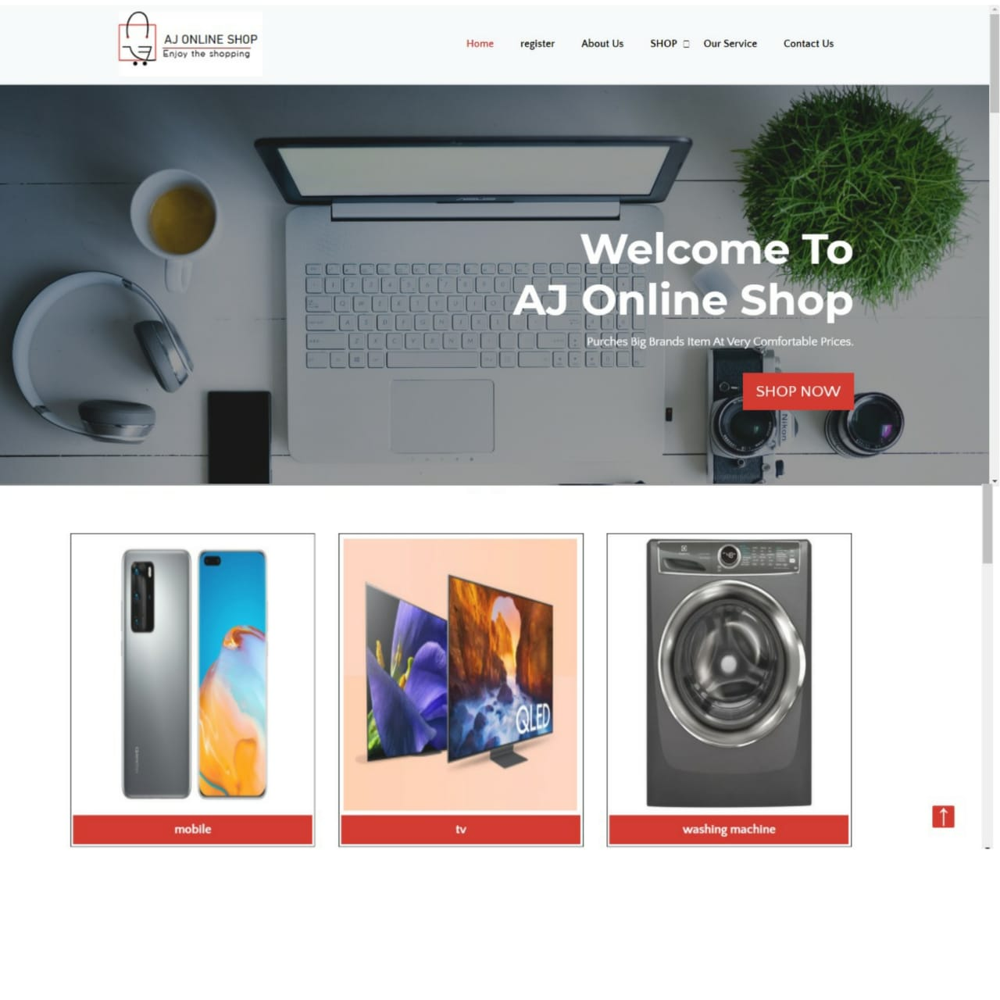 AJ ONLINE SHOP
Enjoy the shopping
Home register About Us SHOP Our Service Contact Us
Welcome To
AJ Online Shop
Purches Big Brands Item At Very Comfortable Prices.
SHOP NOW
Nikon
QLED
mobile tv washing machine